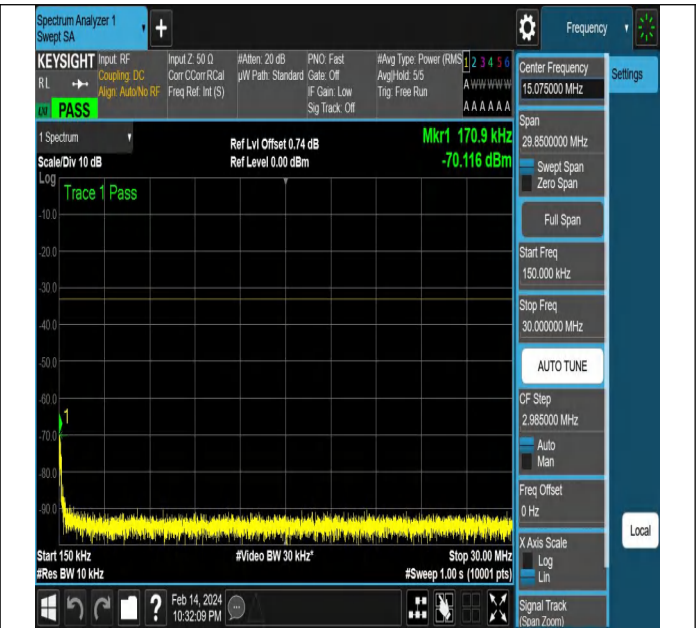 Spectrum Analyzer 1
Swept SA
+
Frequency
KEYSIGHT
Input: RF
Coupling: DC
Align: Auto/No RF
Input Z: 50 Ω
Corr CCorr RCal
Freq Ref: Int (S)
#Atten: 20 dB
µW Path: Standard
PNO: Fast
Gate: Off
IF Gain: Low
Sig Track: Off
#Avg Type: Power (RMS)
Avg|Hold: 5/5
Trig: Free Run
1 2 3 4 5 6
A W W W W W
A A A A A A
RL
PASS
1 Spectrum
Scale/Div 10 dB
Ref Lvl Offset 0.74 dB
Ref Level 0.00 dBm
Mkr1 170.9 kHz
-70.116 dBm
Log
Trace 1 Pass
-10.0
-20.0
-30.0
-40.0
-50.0
-60.0
1
-70.0
-80.0
-90.0
Start 150 kHz
#Video BW 30 kHz*
Stop 30.00 MHz
#Res BW 10 kHz
#Sweep 1.00 s (10001 pts)
?
Feb 14, 2024
10:32:09 PM
Center Frequency
15.075000 MHz
Settings
Span
29.8500000 MHz
Swept Span
Zero Span
Full Span
Start Freq
150.000 kHz
Stop Freq
30.000000 MHz
AUTO TUNE
CF Step
2.985000 MHz
Auto
Man
Freq Offset
0 Hz
X Axis Scale
Log
Lin
Local
Signal Track
(Span Zoom)